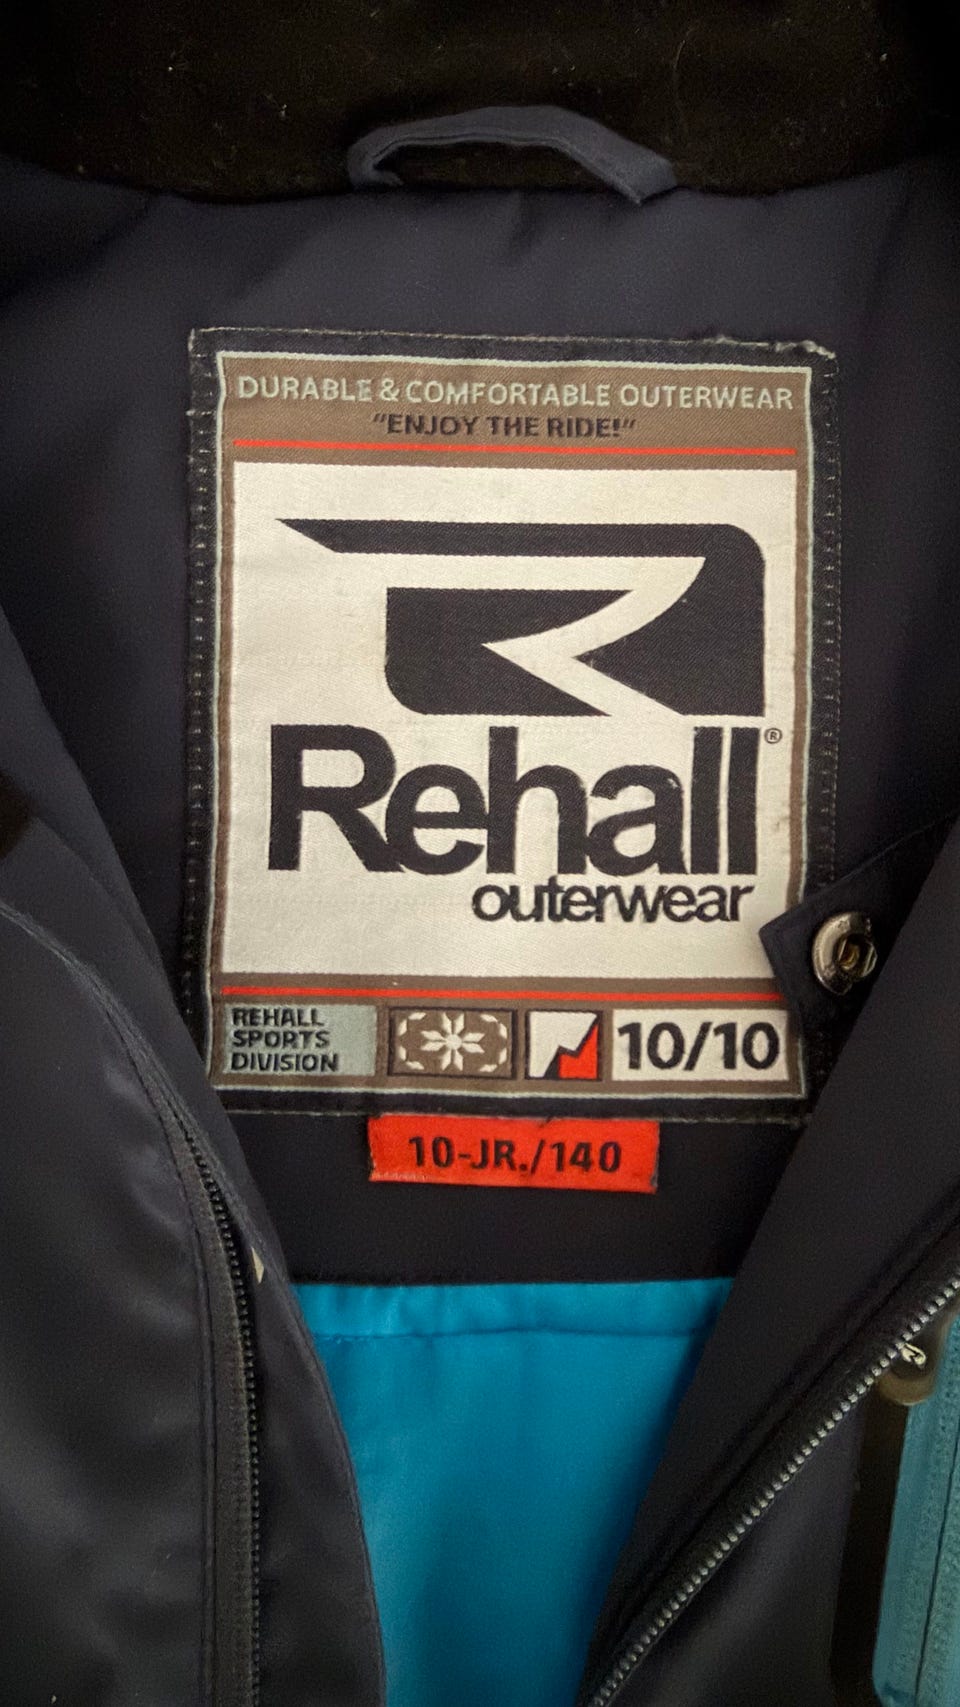 DURABLE & COMFORTABLE OUTERWEAR
"ENJOY THE RIDE!"
Rehall®
outerwear
REHALL
SPORTS
DIVISION
10/10
10-JR./140